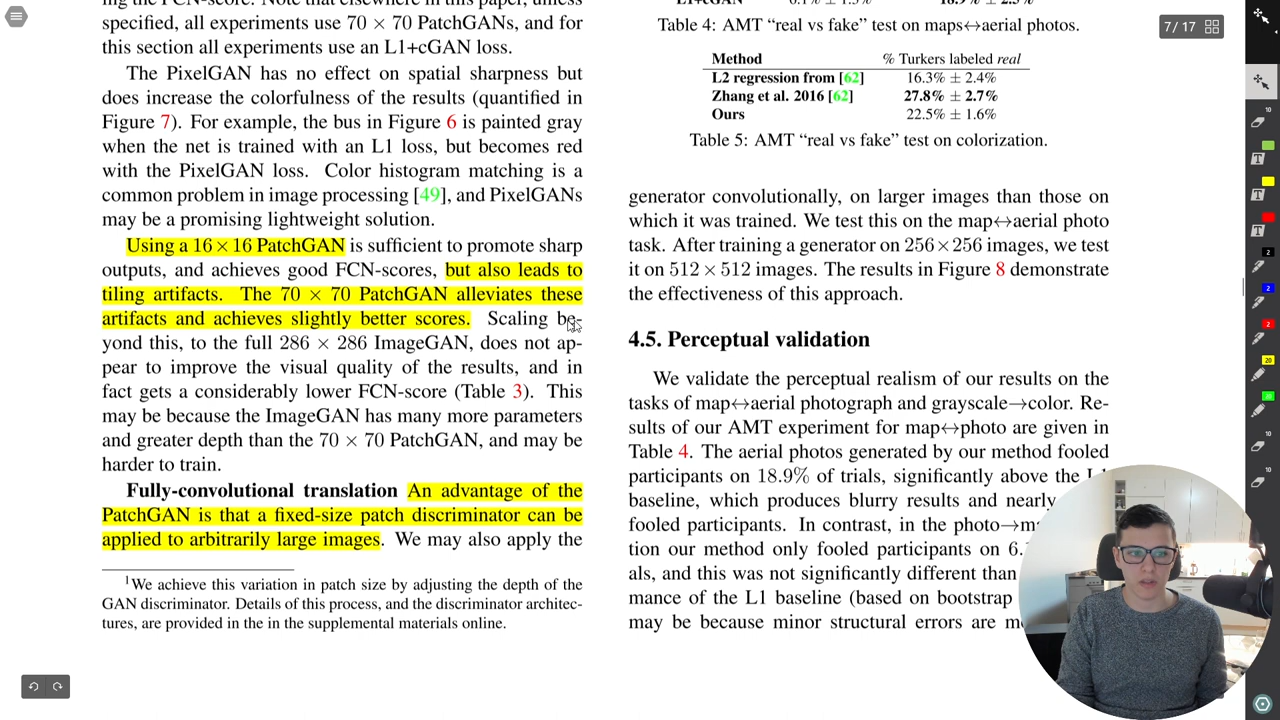 ing the FCN-score. Note that elsewhere in this paper, unless
specified, all experiments use 70 × 70 PatchGANs, and for
this section all experiments use an L1+cGAN loss.
The PixelGAN has no effect on spatial sharpness but
does increase the colorfulness of the results (quantified in
Figure 7). For example, the bus in Figure 6 is painted gray
when the net is trained with an L1 loss, but becomes red
with the PixelGAN loss. Color histogram matching is a
common problem in image processing [49], and PixelGANs
may be a promising lightweight solution.
Using a 16×16 PatchGAN is sufficient to promote sharp
outputs, and achieves good FCN-scores, but also leads to
tiling artifacts. The 70 × 70 PatchGAN alleviates these
artifacts and achieves slightly better scores. Scaling be-
yond this, to the full 286 × 286 ImageGAN, does not ap-
pear to improve the visual quality of the results, and in
fact gets a considerably lower FCN-score (Table 3). This
may be because the ImageGAN has many more parameters
and greater depth than the 70 × 70 PatchGAN, and may be
harder to train.
Fully-convolutional translation An advantage of the
PatchGAN is that a fixed-size patch discriminator can be
applied to arbitrarily large images. We may also apply the
1We achieve this variation in patch size by adjusting the depth of the
GAN discriminator. Details of this process, and the discriminator architec-
tures, are provided in the in the supplemental materials online.
Table 4: AMT “real vs fake” test on maps↔aerial photos.
Method % Turkers labeled real
L2 regression from [62] 16.3% ± 2.4%
Zhang et al. 2016 [62] 27.8% ± 2.7%
Ours 22.5% ± 1.6%
Table 5: AMT “real vs fake” test on colorization.
generator convolutionally, on larger images than those on
which it was trained. We test this on the map↔aerial photo
task. After training a generator on 256×256 images, we test
it on 512×512 images. The results in Figure 8 demonstrate
the effectiveness of this approach.
4.5. Perceptual validation
We validate the perceptual realism of our results on the
tasks of map↔aerial photograph and grayscale→color. Re-
sults of our AMT experiment for map↔photo are given in
Table 4. The aerial photos generated by our method fooled
participants on 18.9% of trials, significantly above the L1
baseline, which produces blurry results and nearly
fooled participants. In contrast, in the photo→m
tion our method only fooled participants on 6.
als, and this was not significantly different than
mance of the L1 baseline (based on bootstrap
may be because minor structural errors are m
7/17
10
2
2
2
20
10
10